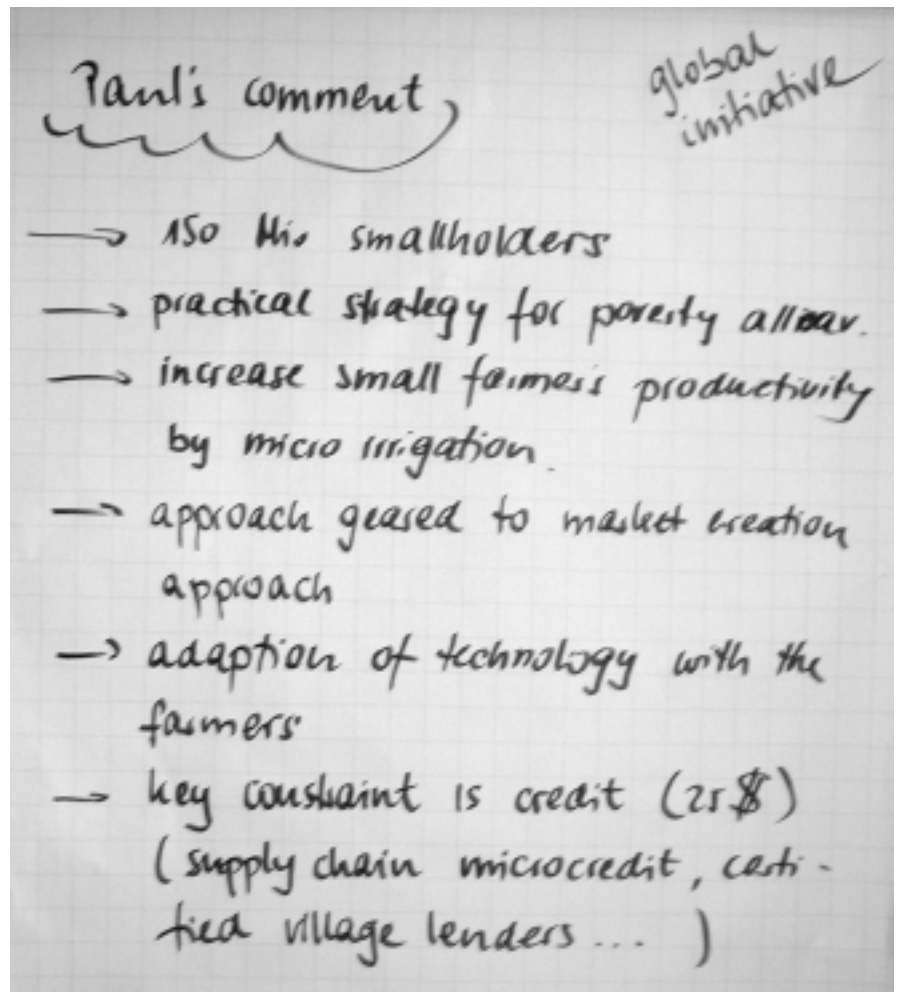 Paul's comment
global
initiative
→ 150 Mio smallholders
→ practical strategy for poverty
→ increase small farmers productivity
by micro irrigation.
→ approach geared to market creation
approach
→ adaption of technology with the
farmers
→ key constraint is credit (25 $)
(supply chain microcredit, certi-
fied village lenders ... )